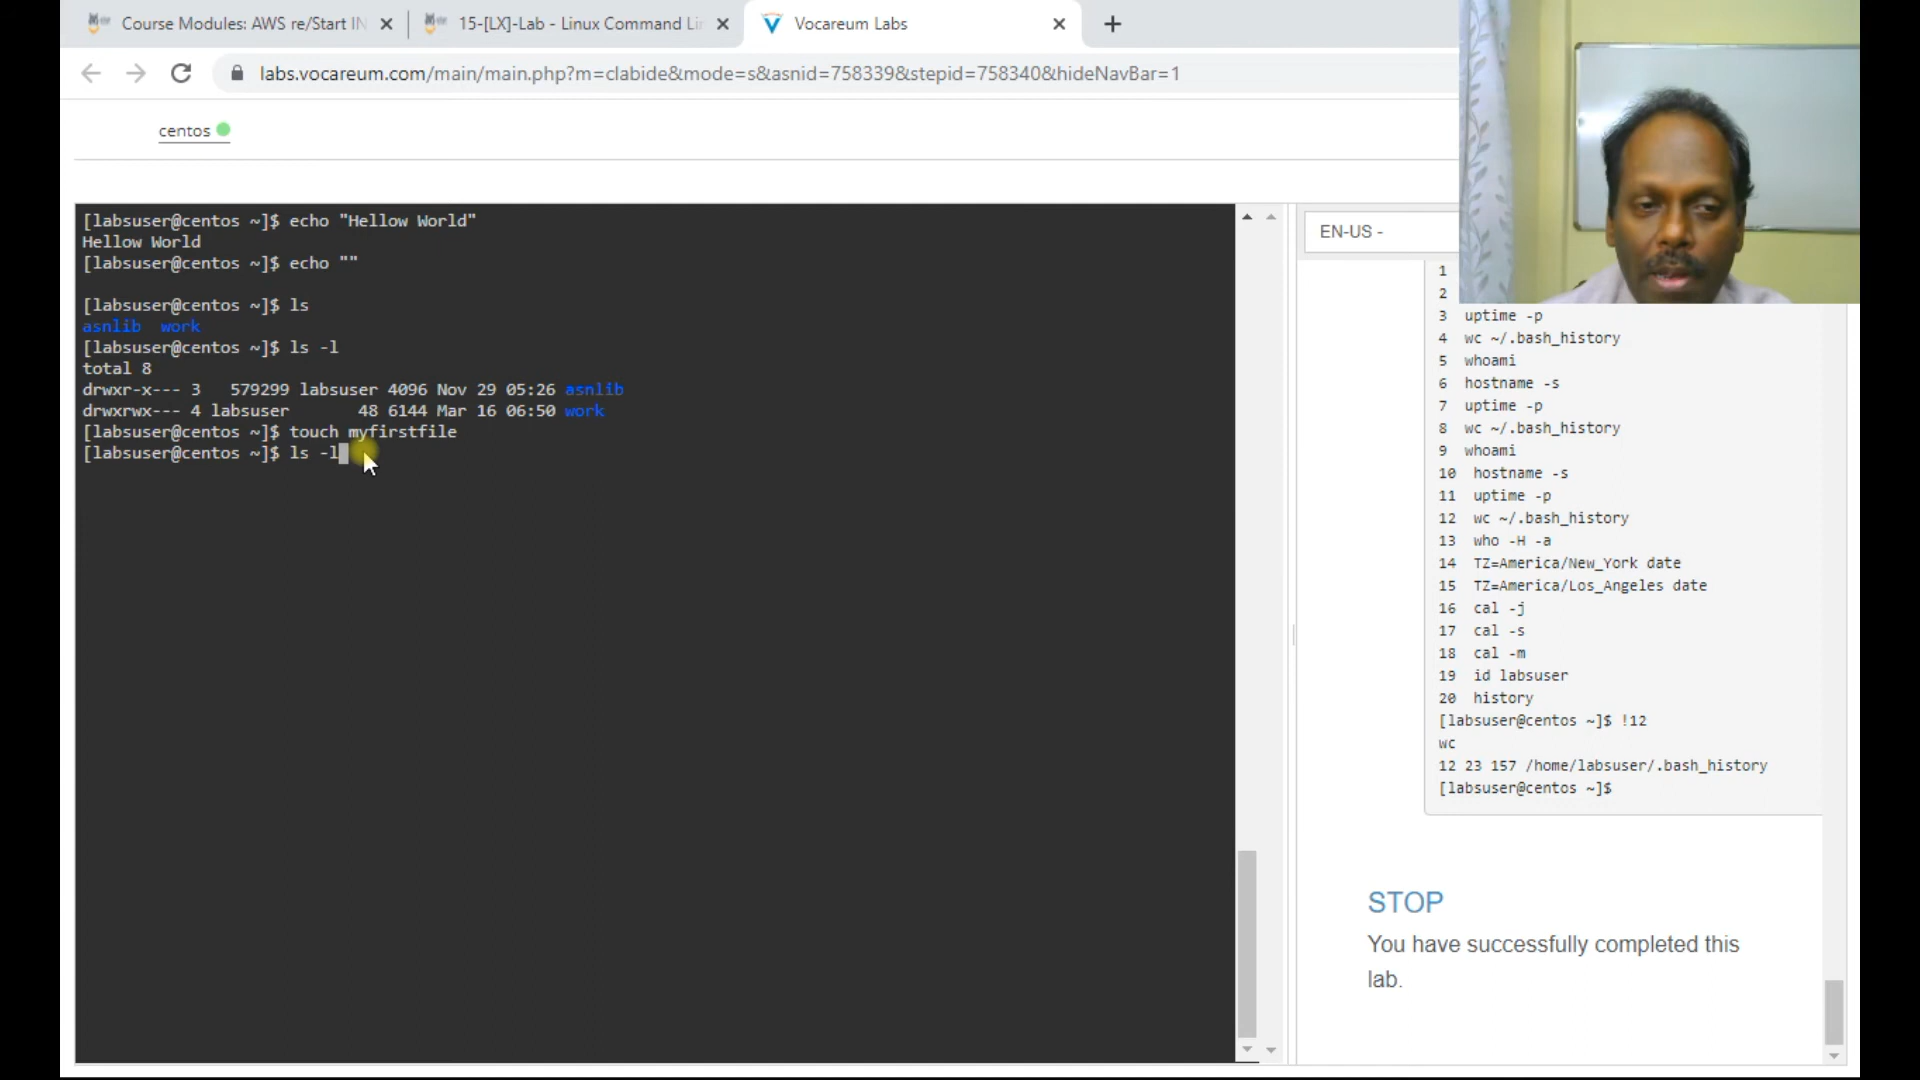 Course Modules: AWS re/Start IN
15-[LX]-Lab - Linux Command Li
Vocareum Labs
labs.vocareum.com/main/main.php?m=clabide&mode=s&asnid=758339&stepid=758340&hideNavBar=1
centos
[labsuser@centos ~]$ echo "Hellow World"
Hellow World
[labsuser@centos ~]$ echo ""
[labsuser@centos ~]$ ls
asnlib work
[labsuser@centos ~]$ ls -l
total 8
drwxr-x--- 3 579299 labsuser 4096 Nov 29 05:26 asnlib
drwxrwx--- 4 labsuser 48 6144 Mar 16 06:50 work
[labsuser@centos ~]$ touch myfirstfile
[labsuser@centos ~]$ ls -l
EN-US -
1
2
3 uptime -p
4 wc ~/.bash_history
5 whoami
6 hostname -s
7 uptime -p
8 wc ~/.bash_history
9 whoami
10 hostname -s
11 uptime -p
12 wc ~/.bash_history
13 who -H -a
14 TZ=America/New_York date
15 TZ=America/Los_Angeles date
16 cal -j
17 cal -s
18 cal -m
19 id labsuser
20 history
[labsuser@centos ~]$ !12
wc
12 23 157 /home/labsuser/.bash_history
[labsuser@centos ~]$
STOP
You have successfully completed this
lab.